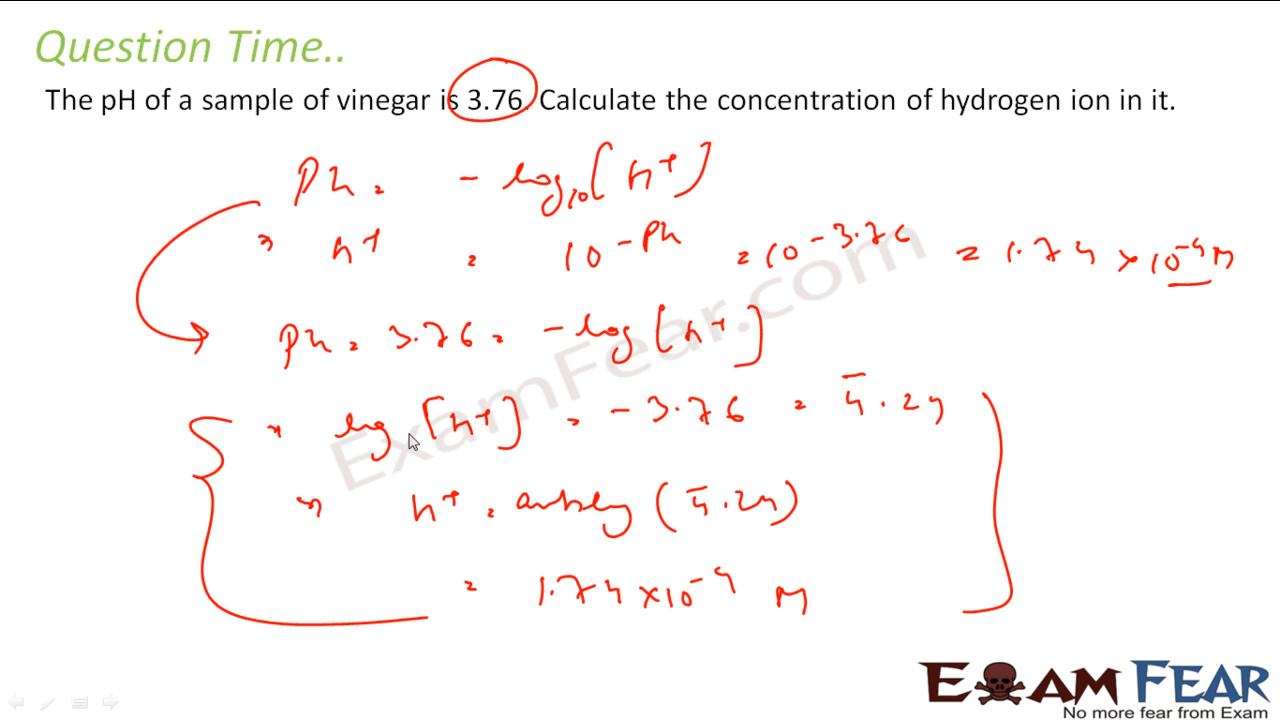 Question Time..
The pH of a sample of vinegar is 3.76. Calculate the concentration of hydrogen ion in it.
Ph = - log10 [h+]
⇒ h+ = 10 -Ph = 10 -3.76 = 1.74 × 10-4 M
Ph = 3.76 = - log [h+]
⇒ log [h+] = - 3.76 = 4̅.24
⇒ h+ = antilog (4̅.24)
= 1.74 × 10-4 M
ExamFear.com
EXAM FEAR
No more fear from Exam